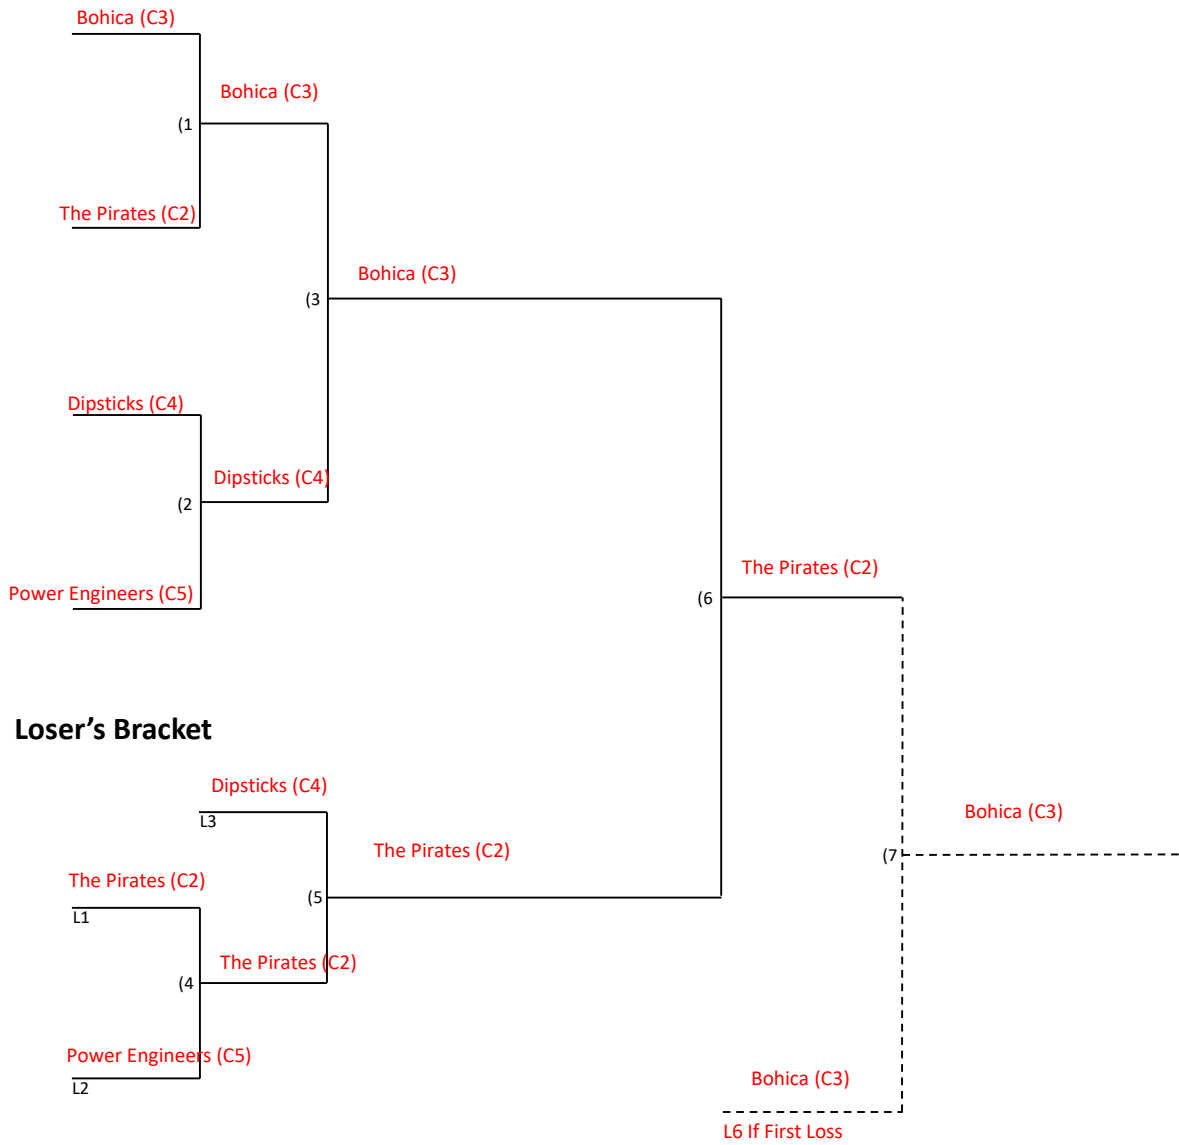 Bohica (C3)
Bohica (C3)
(1
The Pirates (C2)
Bohica (C3)
(3
Dipsticks (C4)
Dipsticks (C4)
(2
Power Engineers (C5)
The Pirates (C2)
(6
Loser’s Bracket
Dipsticks (C4)
L3
The Pirates (C2)
Bohica (C3)
(7
The Pirates (C2)
L1
(5
The Pirates (C2)
(4
Power Engineers (C5)
L2
Bohica (C3)
L6 If First Loss